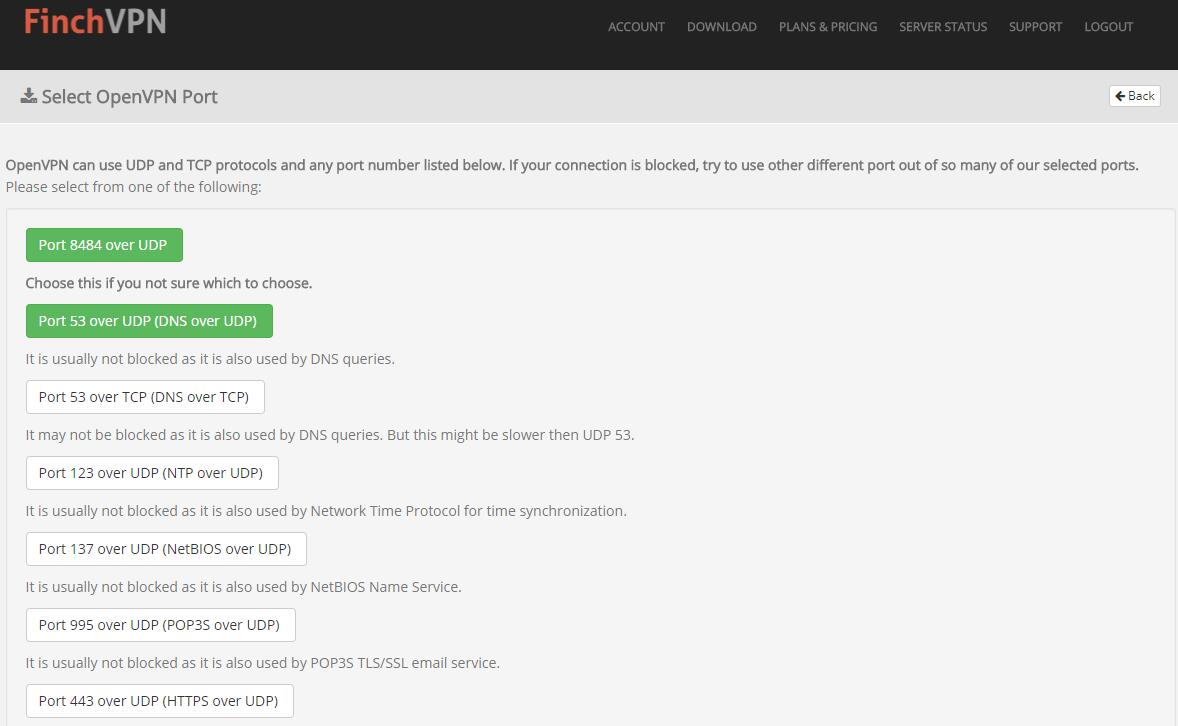 FinchVPN
ACCOUNT DOWNLOAD PLANS & PRICING SERVER STATUS SUPPORT LOGOUT
Select OpenVPN Port
Back
OpenVPN can use UDP and TCP protocols and any port number listed below. If your connection is blocked, try to use other different port out of so many of our selected ports.
Please select from one of the following:
Port 8484 over UDP
Choose this if you not sure which to choose.
Port 53 over UDP (DNS over UDP)
It is usually not blocked as it is also used by DNS queries.
Port 53 over TCP (DNS over TCP)
It may not be blocked as it is also used by DNS queries. But this might be slower then UDP 53.
Port 123 over UDP (NTP over UDP)
It is usually not blocked as it is also used by Network Time Protocol for time synchronization.
Port 137 over UDP (NetBIOS over UDP)
It is usually not blocked as it is also used by NetBIOS Name Service.
Port 995 over UDP (POP3S over UDP)
It is usually not blocked as it is also used by POP3S TLS/SSL email service.
Port 443 over UDP (HTTPS over UDP)